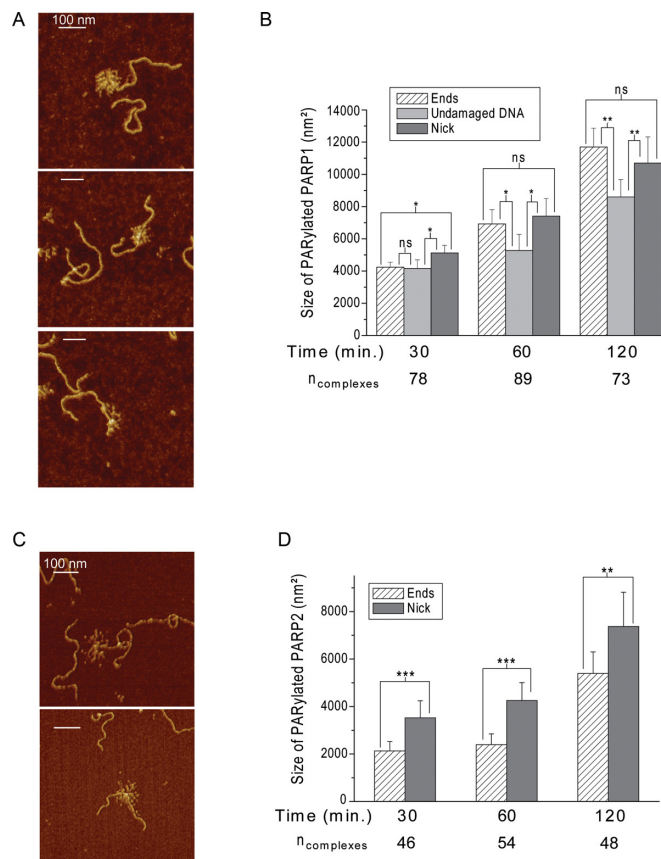 A
100 nm
B
Ends
Undamaged DNA
Nick
Size of PARylated PARP1 (nm²)
14000
12000
10000
8000
6000
4000
2000
0
*
ns
*
ns
*
*
ns
**
**
Time (min.) 30 60 120
n complexes 78 89 73
C
100 nm
D
Ends
Nick
Size of PARylated PARP2 (nm²)
8000
6000
4000
2000
0
***
***
**
Time (min.) 30 60 120
n complexes 46 54 48